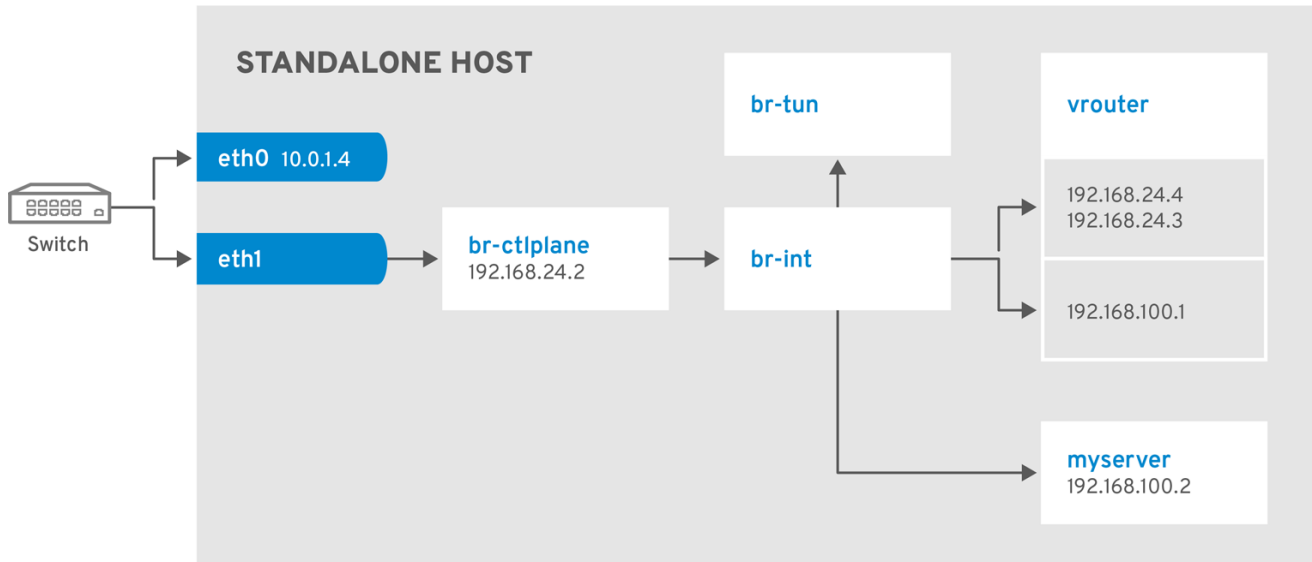 STANDALONE HOST
Switch
eth0 10.0.1.4
eth1
br-ctlplane
192.168.24.2
br-tun
br-int
vrouter
192.168.24.4
192.168.24.3
192.168.100.1
myserver
192.168.100.2